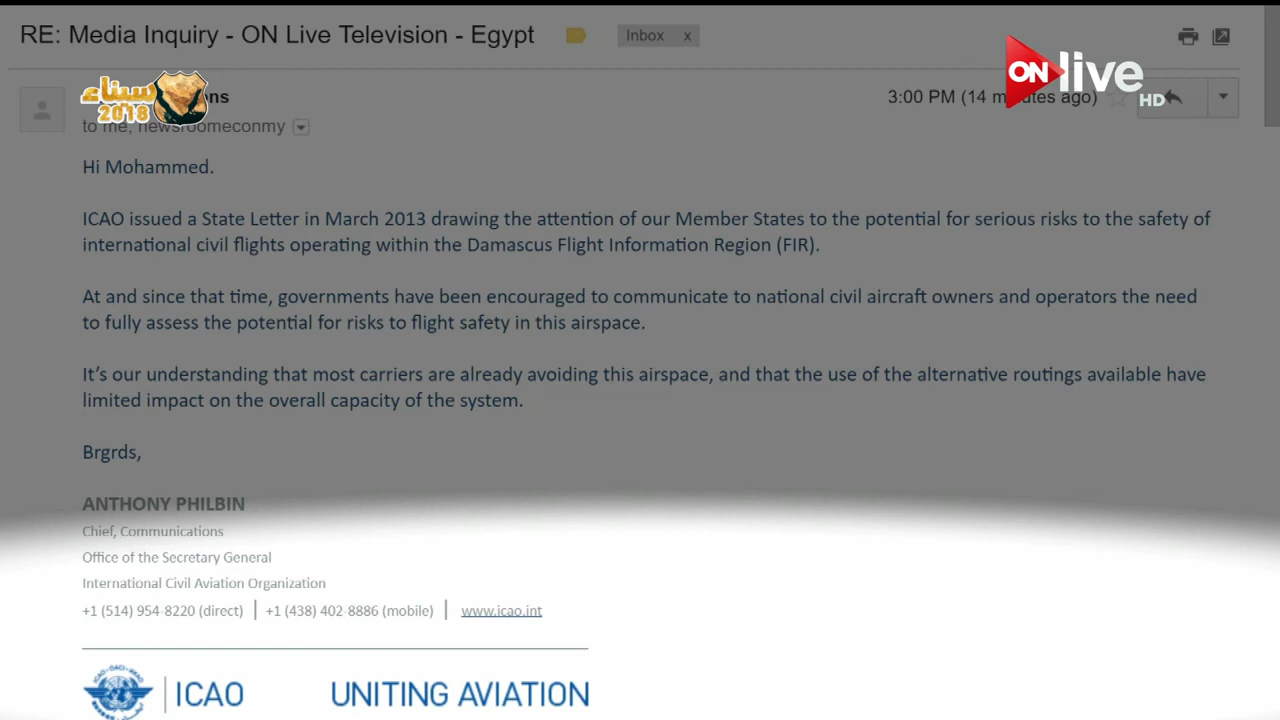 RE: Media Inquiry - ON Live Television - Egypt
Inbox x
ON live HD
سيناء
2018
ns
3:00 PM (14 minutes ago)
to me, newsroomeconmy
Hi Mohammed.
ICAO issued a State Letter in March 2013 drawing the attention of our Member States to the potential for serious risks to the safety of
international civil flights operating within the Damascus Flight Information Region (FIR).
At and since that time, governments have been encouraged to communicate to national civil aircraft owners and operators the need
to fully assess the potential for risks to flight safety in this airspace.
It's our understanding that most carriers are already avoiding this airspace, and that the use of the alternative routings available have
limited impact on the overall capacity of the system.
Brgrds,
ANTHONY PHILBIN
Chief, Communications
Office of the Secretary General
International Civil Aviation Organization
+1 (514) 954-8220 (direct) | +1 (438) 402-8886 (mobile) | www.icao.int
ICAO UNITING AVIATION